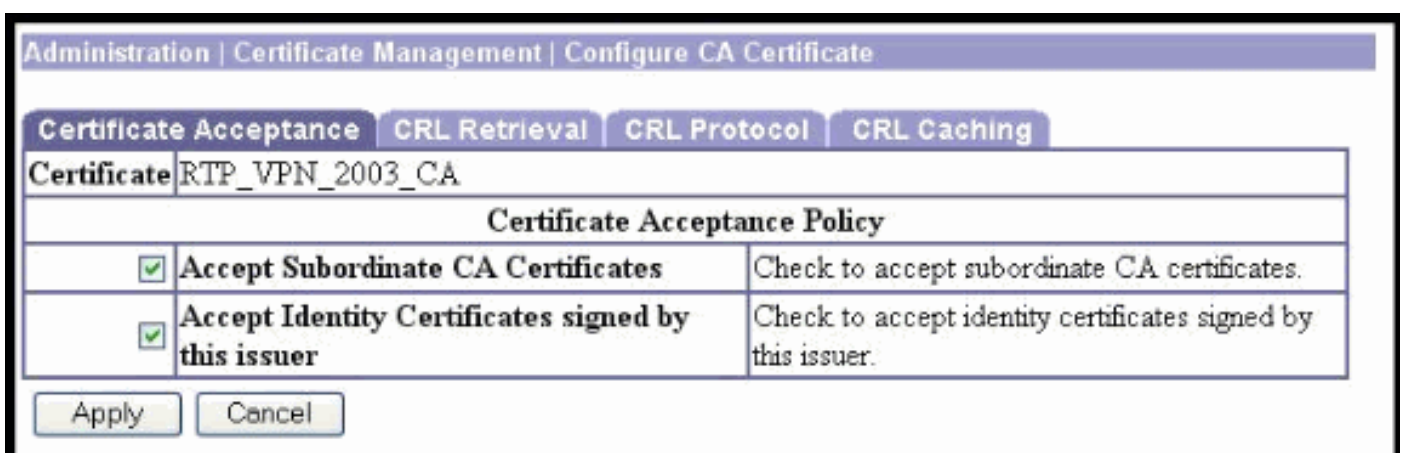 Administration | Certificate Management | Configure CA Certificate
Certificate Acceptance CRL Retrieval CRL Protocol CRL Caching
Certificate RTP_VPN_2003_CA
Certificate Acceptance Policy
Accept Subordinate CA Certificates Check to accept subordinate CA certificates.
Accept Identity Certificates signed by Check to accept identity certificates signed by
this issuer this issuer.
Apply Cancel